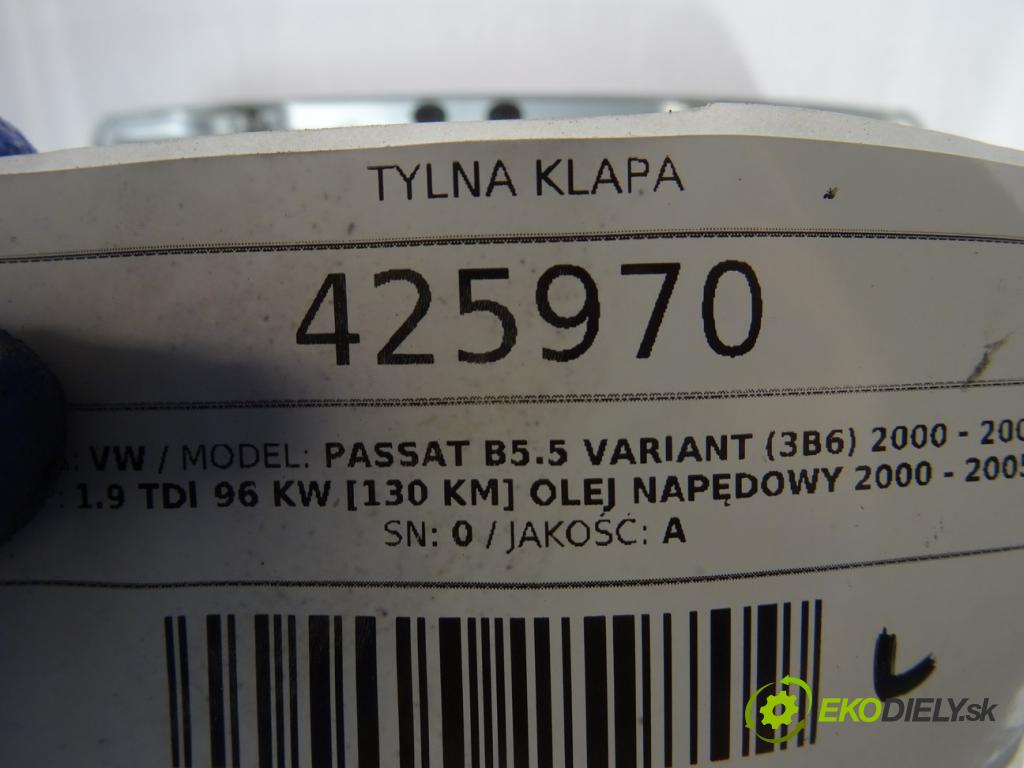 TYLNA KLAPA
425970
VW / MODEL: PASSAT B5.5 VARIANT (3B6) 2000 - 200
1.9 TDI 96 KW [130 KM] OLEJ NAPĘDOWY 2000 - 2005
SN: 0 / JAKOŚĆ: A
L
EKODIELY.sk